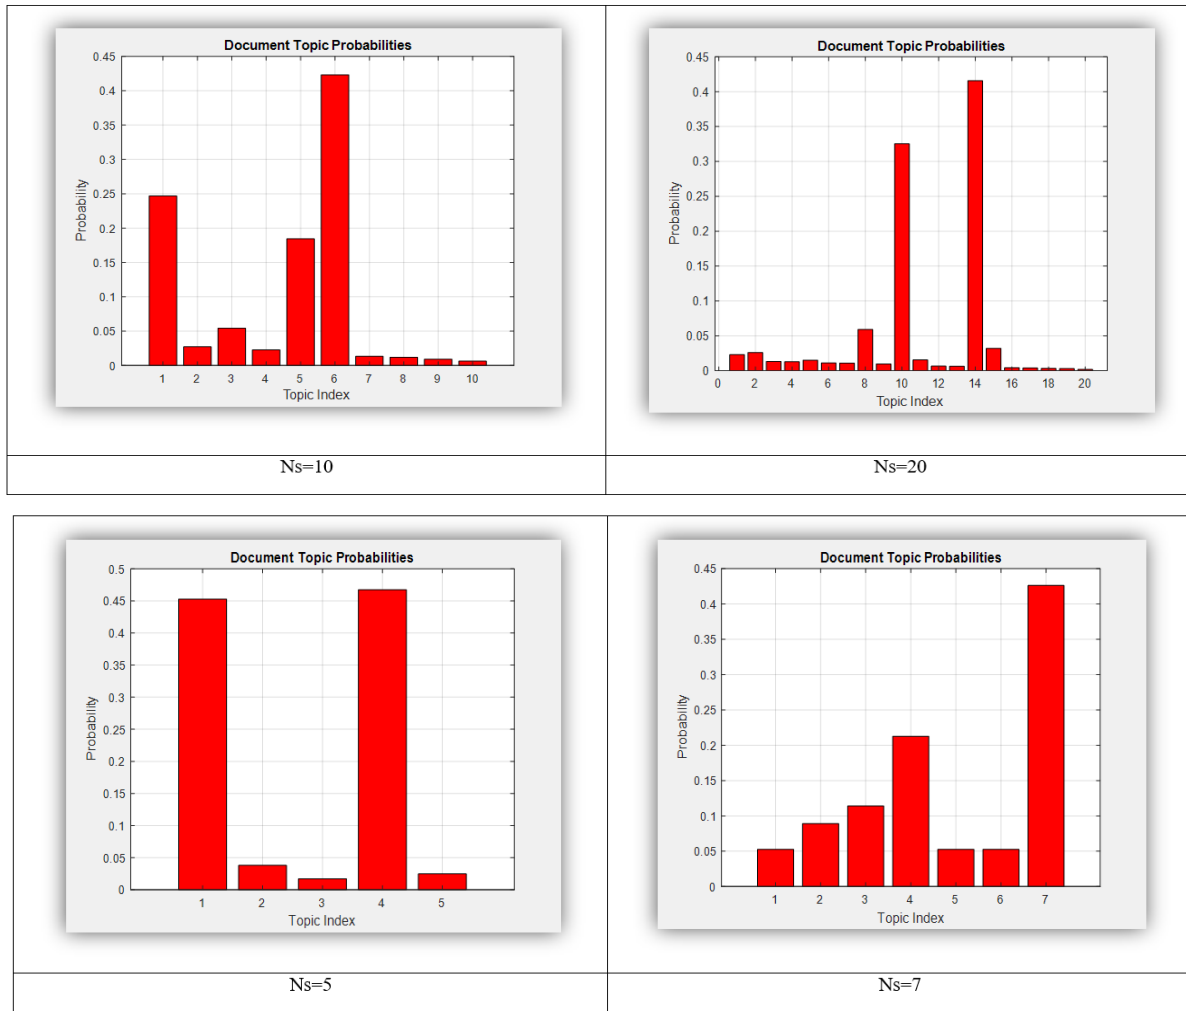 Document Topic Probabilities
0.45
0.4
0.35
0.3
0.25
0.2
0.15
0.1
0.05
0
Probability
1 2 3 4 5 6 7 8 9 10
Topic Index
Ns=10
Document Topic Probabilities
0.45
0.4
0.35
0.3
0.25
0.2
0.15
0.1
0.05
0
Probability
0 2 4 6 8 10 12 14 16 18 20
Topic Index
Ns=20
Document Topic Probabilities
0.5
0.45
0.4
0.35
0.3
0.25
0.2
0.15
0.1
0.05
0
Probability
1 2 3 4 5
Topic Index
Ns=5
Document Topic Probabilities
0.45
0.4
0.35
0.3
0.25
0.2
0.15
0.1
0.05
0
Probability
1 2 3 4 5 6 7
Topic Index
Ns=7